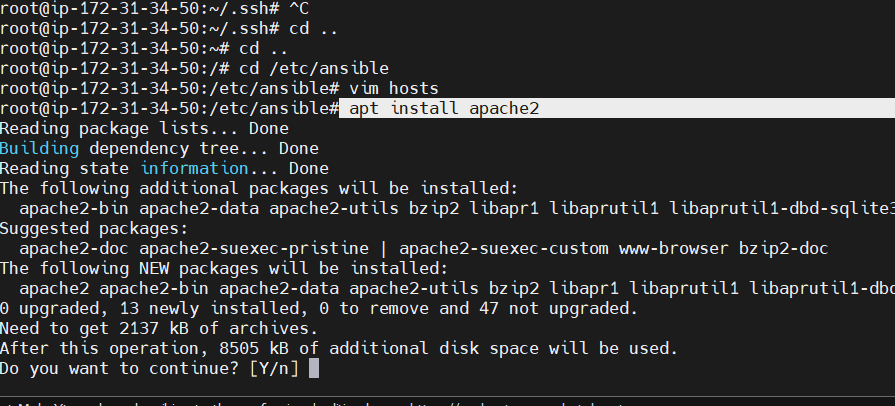 root@ip-172-31-34-50:~/.ssh# ^C
root@ip-172-31-34-50:~/.ssh# cd ..
root@ip-172-31-34-50:~# cd ..
root@ip-172-31-34-50:/# cd /etc/ansible
root@ip-172-31-34-50:/etc/ansible# vim hosts
root@ip-172-31-34-50:/etc/ansible# apt install apache2
Reading package lists... Done
Building dependency tree... Done
Reading state information... Done
The following additional packages will be installed:
  apache2-bin apache2-data apache2-utils bzip2 libapr1 libaprutil1 libaprutil1-dbd-sqlite3
Suggested packages:
  apache2-doc apache2-suexec-pristine | apache2-suexec-custom www-browser bzip2-doc
The following NEW packages will be installed:
  apache2 apache2-bin apache2-data apache2-utils bzip2 libapr1 libaprutil1 libaprutil1-dbd
0 upgraded, 13 newly installed, 0 to remove and 47 not upgraded.
Need to get 2137 kB of archives.
After this operation, 8505 kB of additional disk space will be used.
Do you want to continue? [Y/n]